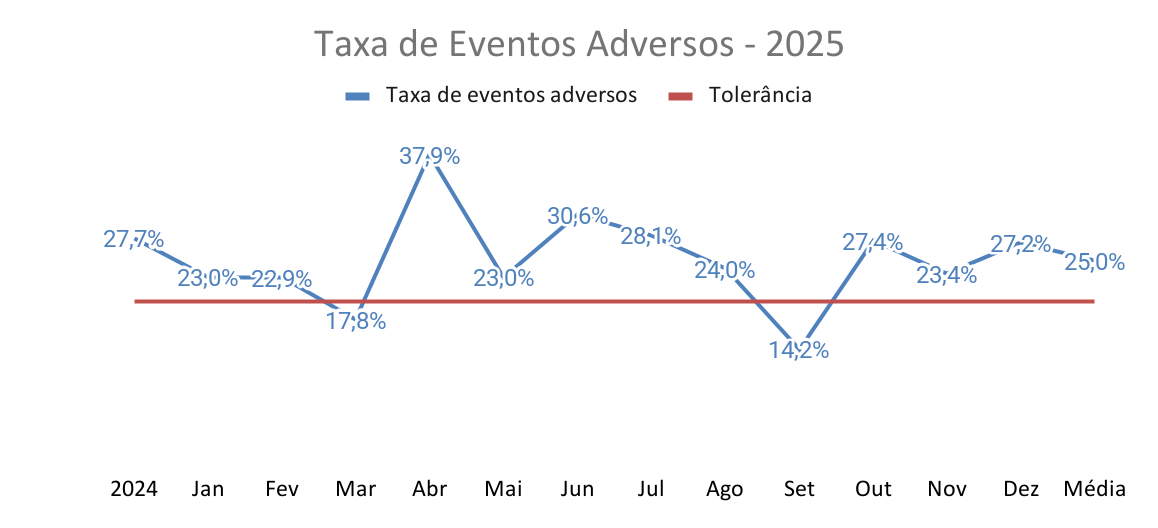 Taxa de Eventos Adversos - 2025
Taxa de eventos adversos Tolerância
27,7% 23,0% 22,9% 17,8% 37,9% 23,0% 30,6% 28,1% 24,0% 14,2% 27,4% 23,4% 27,2% 25,0%
2024 Jan Fev Mar Abr Mai Jun Jul Ago Set Out Nov Dez Média